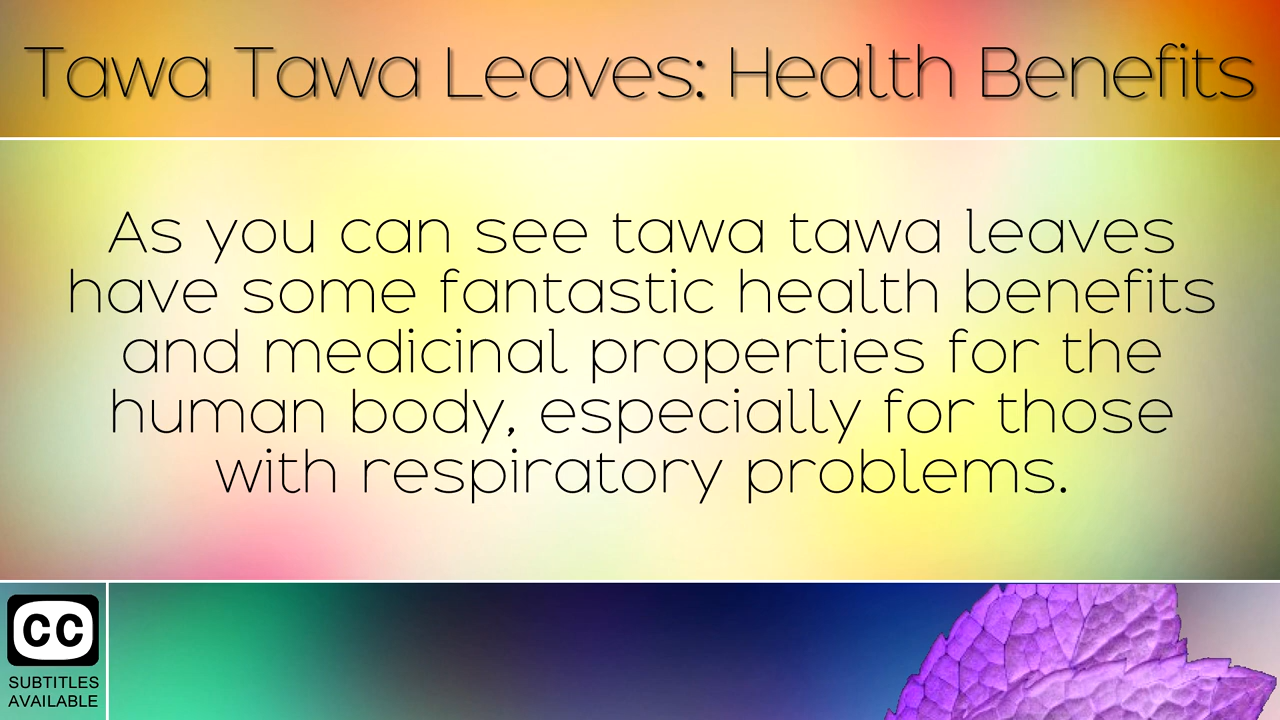 Tawa Tawa Leaves: Health Benefits
As you can see tawa tawa leaves
have some fantastic health benefits
and medicinal properties for the
human body, especially for those
with respiratory problems.
CC
SUBTITLES
AVAILABLE